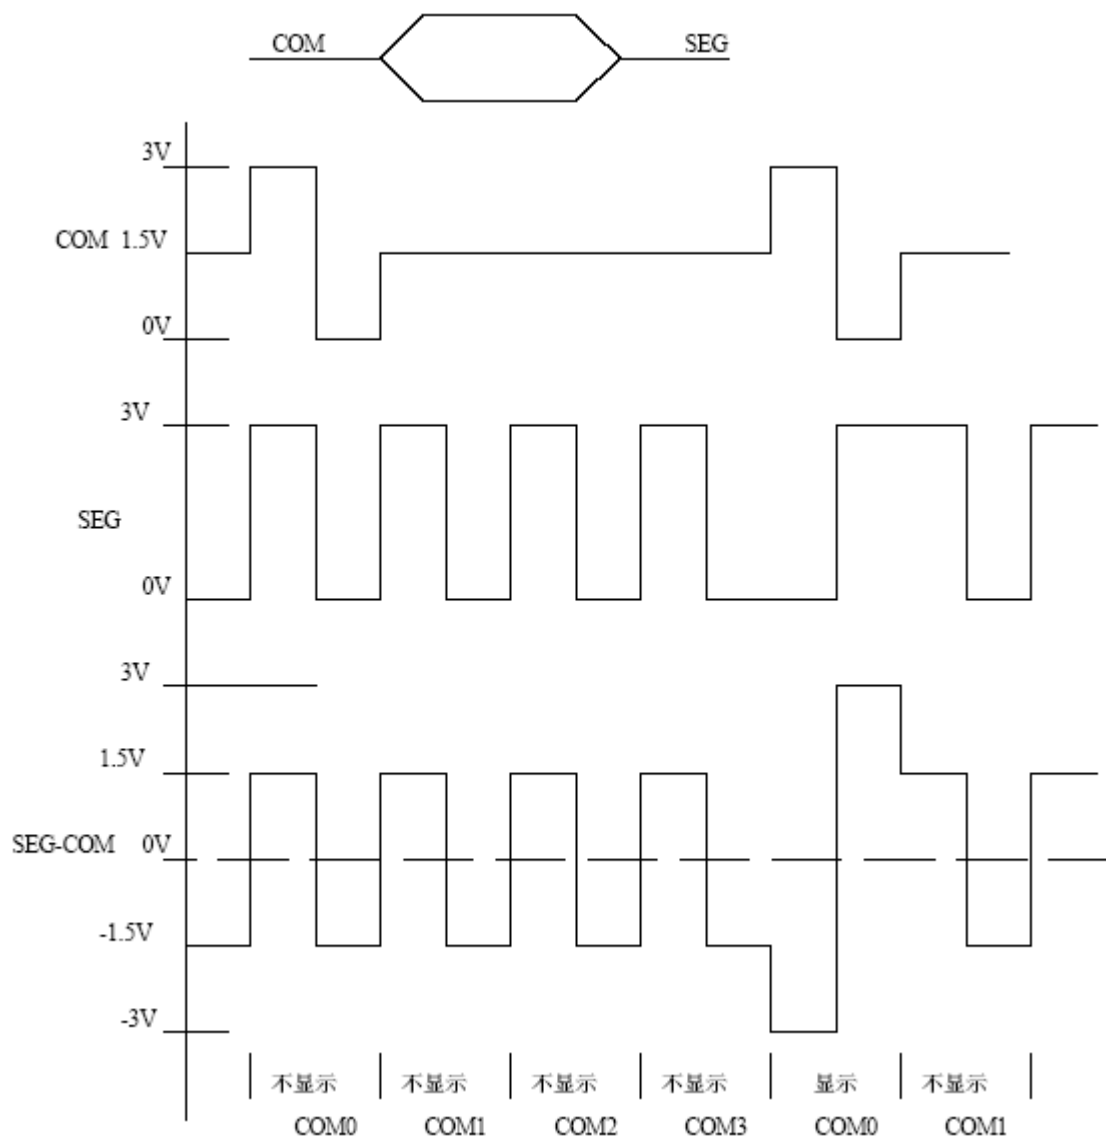 COM SEG
3V
COM 1.5V
0V
3V
SEG
0V
3V
1.5V
SEG-COM 0V
-1.5V
-3V
不显示 不显示 不显示 不显示 显示 不显示
COM0 COM1 COM2 COM3 COM0 COM1